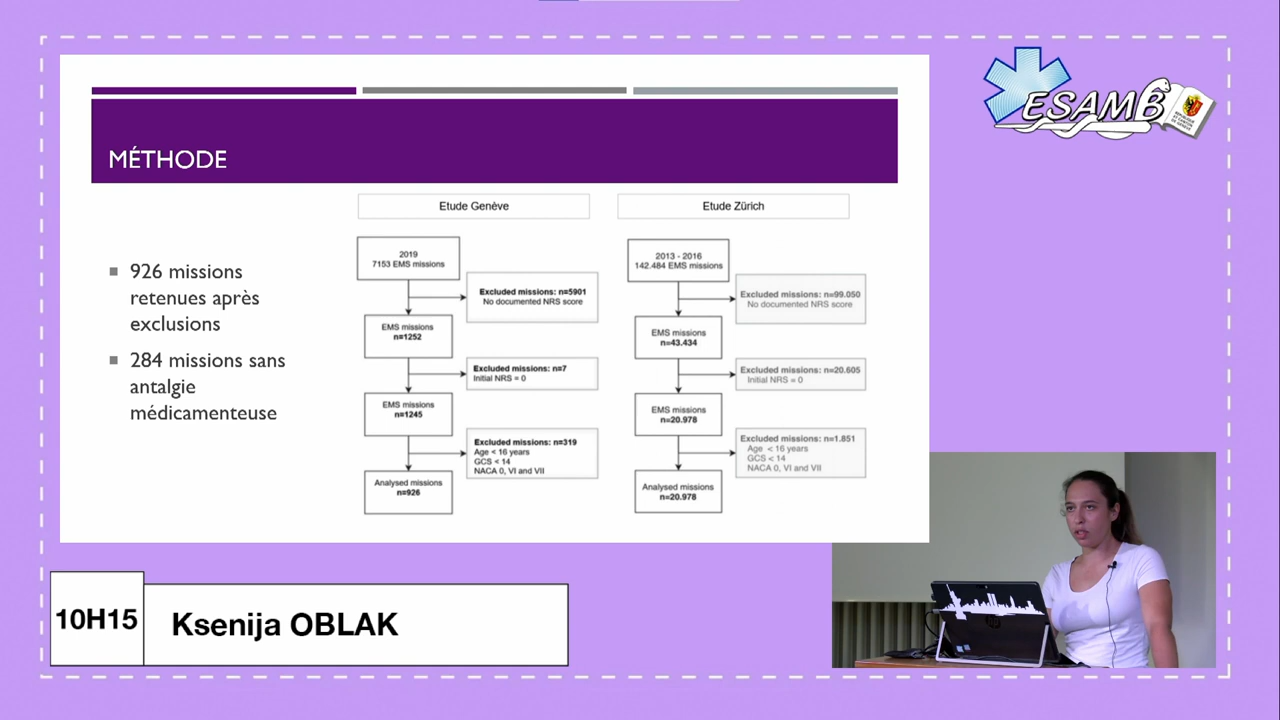 MÉTHODE
926 missions
retenues après
exclusions
284 missions sans
antalgie
médicamenteuse
Etude Genève
2019
7153 EMS missions
Excluded missions: n=5901
No documented NRS score
EMS missions
n=1252
Excluded missions: n=7
Initial NRS = 0
EMS missions
n=1245
Excluded missions: n=319
Age < 16 years
GCS < 14
NACA 0, VI and VII
Analysed missions
n=926
Etude Zürich
2013 - 2016
142.484 EMS missions
Excluded missions: n=99.050
No documented NRS score
EMS missions
n=43.434
Excluded missions: n=20.605
Initial NRS = 0
EMS missions
n=20.978
Excluded missions: n=1.851
Age < 16 years
GCS < 14
NACA 0, VI and VII
Analysed missions
n=20.978
ESAMB
10H15
Ksenija OBLAK